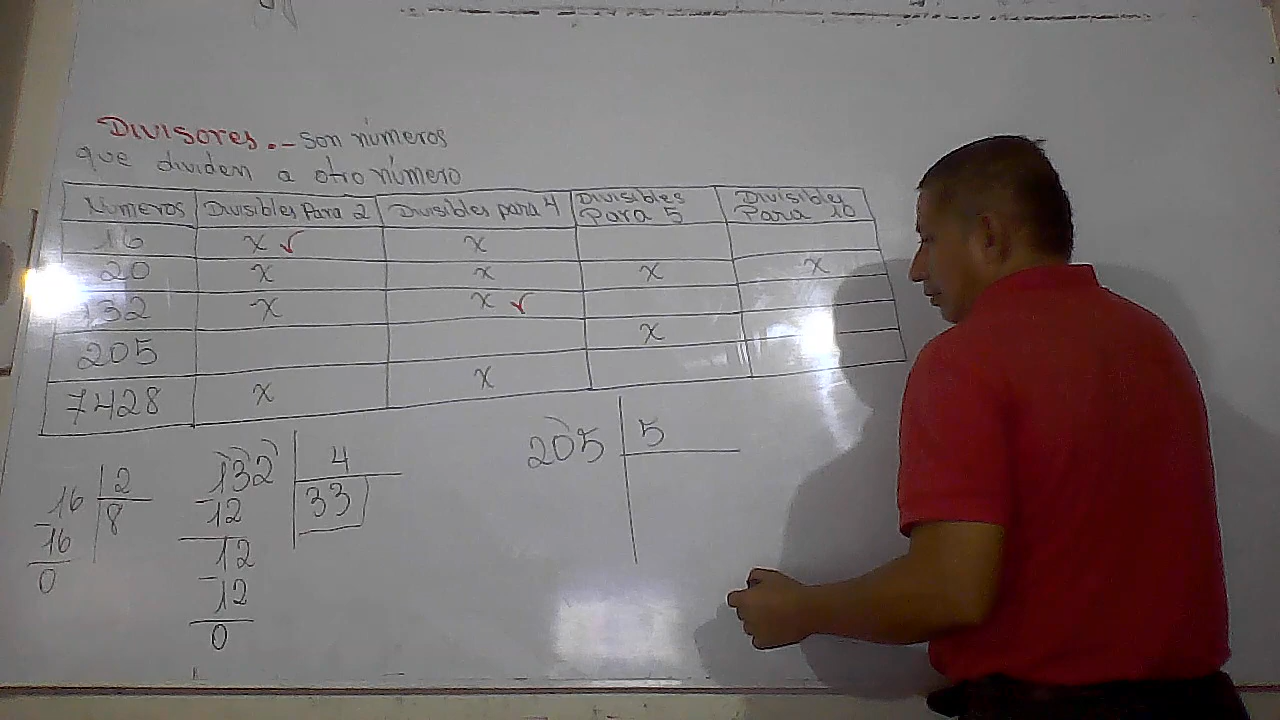 Divisores.- son números
que dividen a otro número
Números Divisibles Para 2 Divisibles para 4 Divisibles Para 5 Divisibles Para 10
16 x ✓ x
20 x x x x
132 x x ✓
205 x
7428 x x
16 2
-16 8
0
132 4
-12 33
12
-12
0
205 5